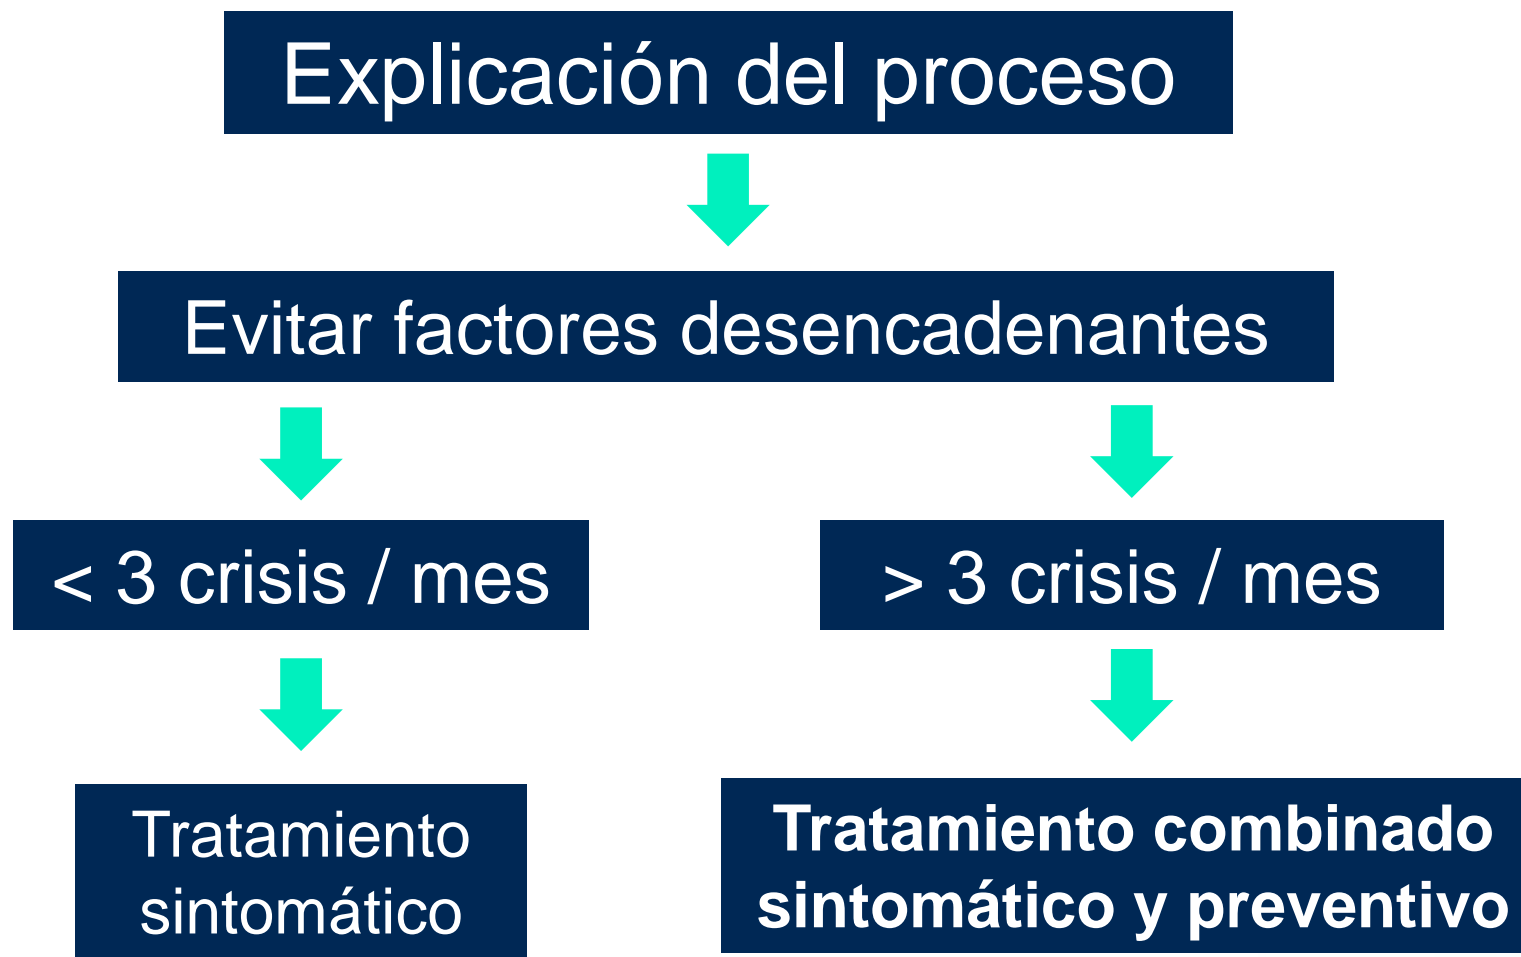 Explicación del proceso
Evitar factores desencadenantes
< 3 crisis / mes
> 3 crisis / mes
Tratamiento
sintomático
Tratamiento combinado
sintomático y preventivo